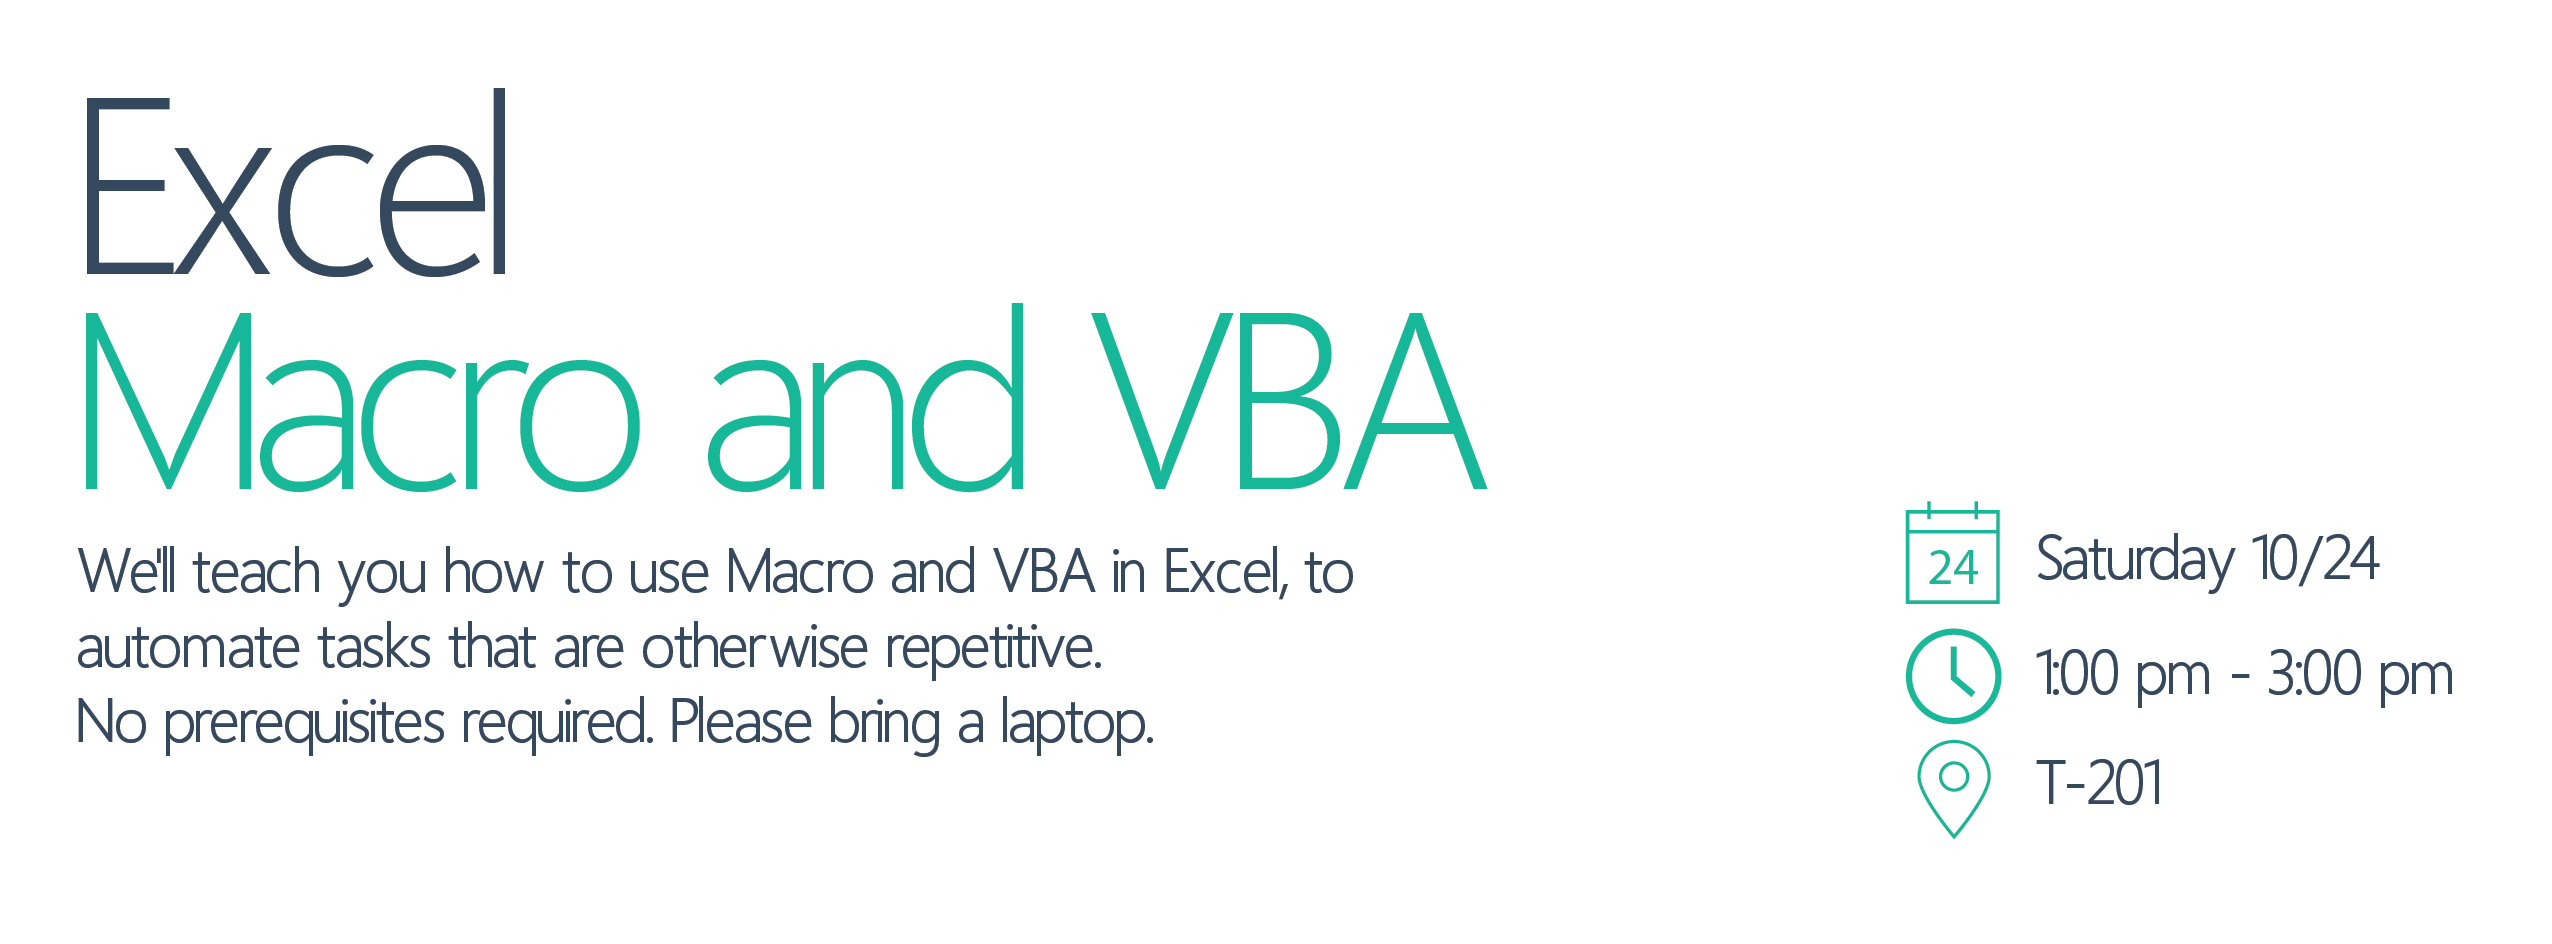 Excel
Macro and VBA
We'll teach you how to use Macro and VBA in Excel, to
automate tasks that are otherwise repetitive.
No prerequisites required. Please bring a laptop.
24
Saturday 10/24
1:00 pm - 3:00 pm
T-201